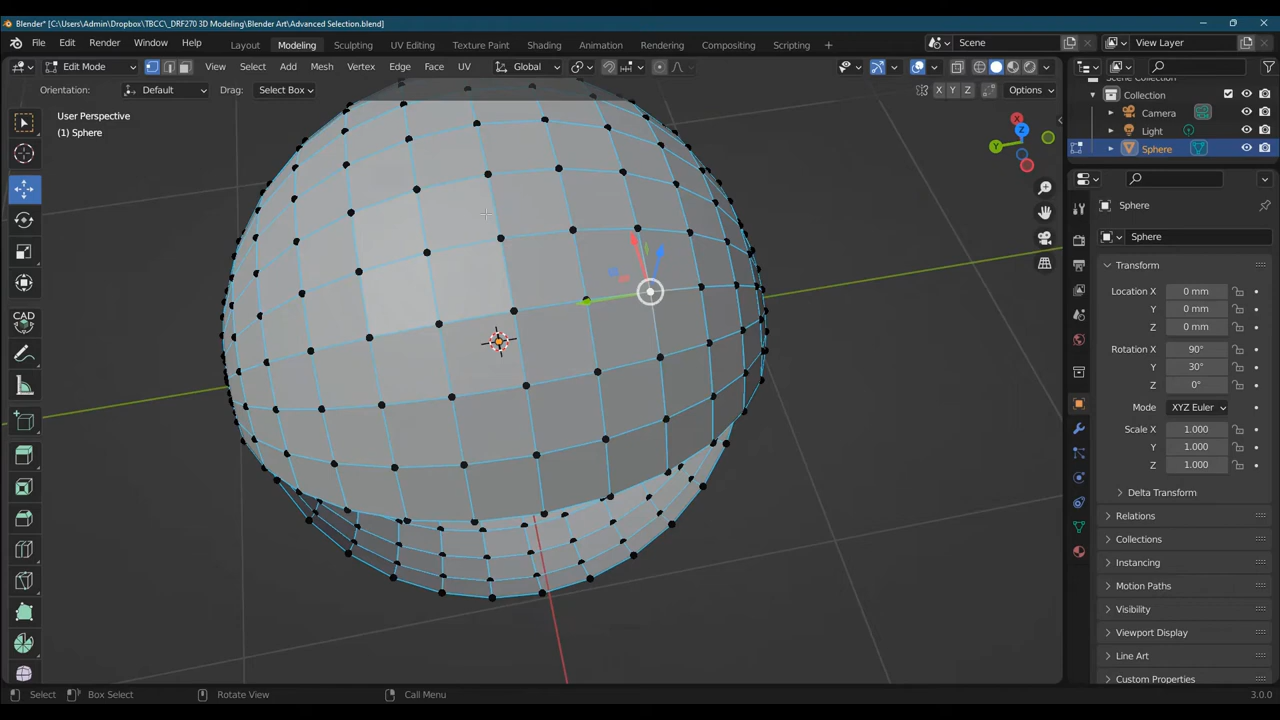 Blender* [C:\Users\Admin\Dropbox\TBCC\_DRF270 3D Modeling\Blender Art\Advanced Selection.blend]
File Edit Render Window Help Layout Modeling Sculpting UV Editing Texture Paint Shading Animation Rendering Compositing Scripting + Scene View Layer
Edit Mode View Select Add Mesh Vertex Edge Face UV Global
Orientation: Default Drag: Select Box X Y Z Options
User Perspective
(1) Sphere
Scene Collection
Collection
Camera
Light
Sphere
X
Z
Y
CAD
Sphere
Sphere
Transform
Location X 0 mm
Y 0 mm
Z 0 mm
Rotation X 90°
Y 30°
Z 0°
Mode XYZ Euler
Scale X 1.000
Y 1.000
Z 1.000
Delta Transform
Relations
Collections
Instancing
Motion Paths
Visibility
Viewport Display
Line Art
Custom Properties
Select Box Select Rotate View Call Menu 3.0.0